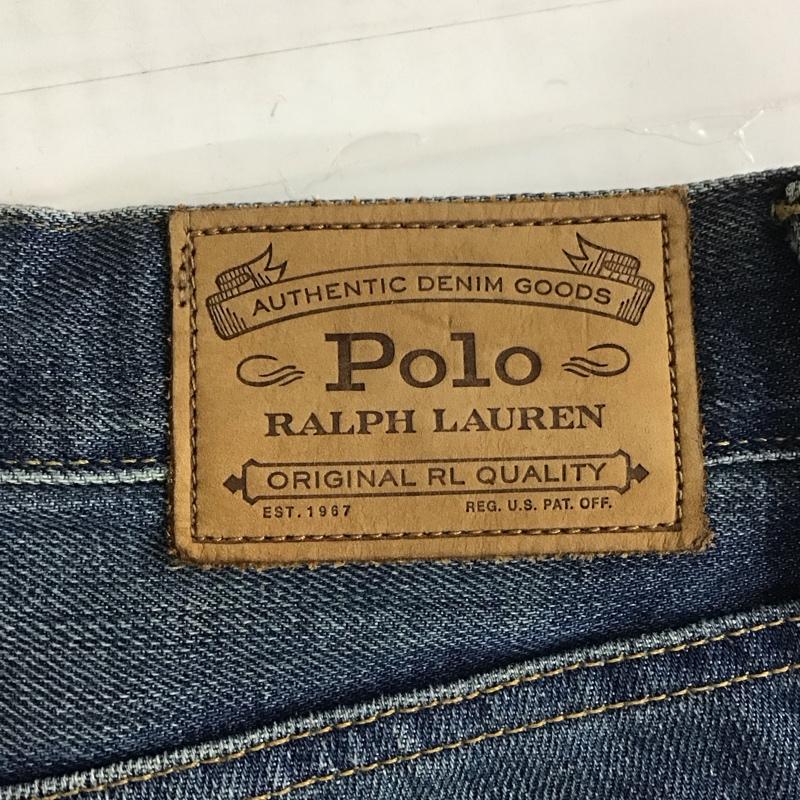 AUTHENTIC DENIM GOODS
Polo
RALPH LAUREN
ORIGINAL RL QUALITY
EST. 1967 REG. U.S. PAT. OFF.